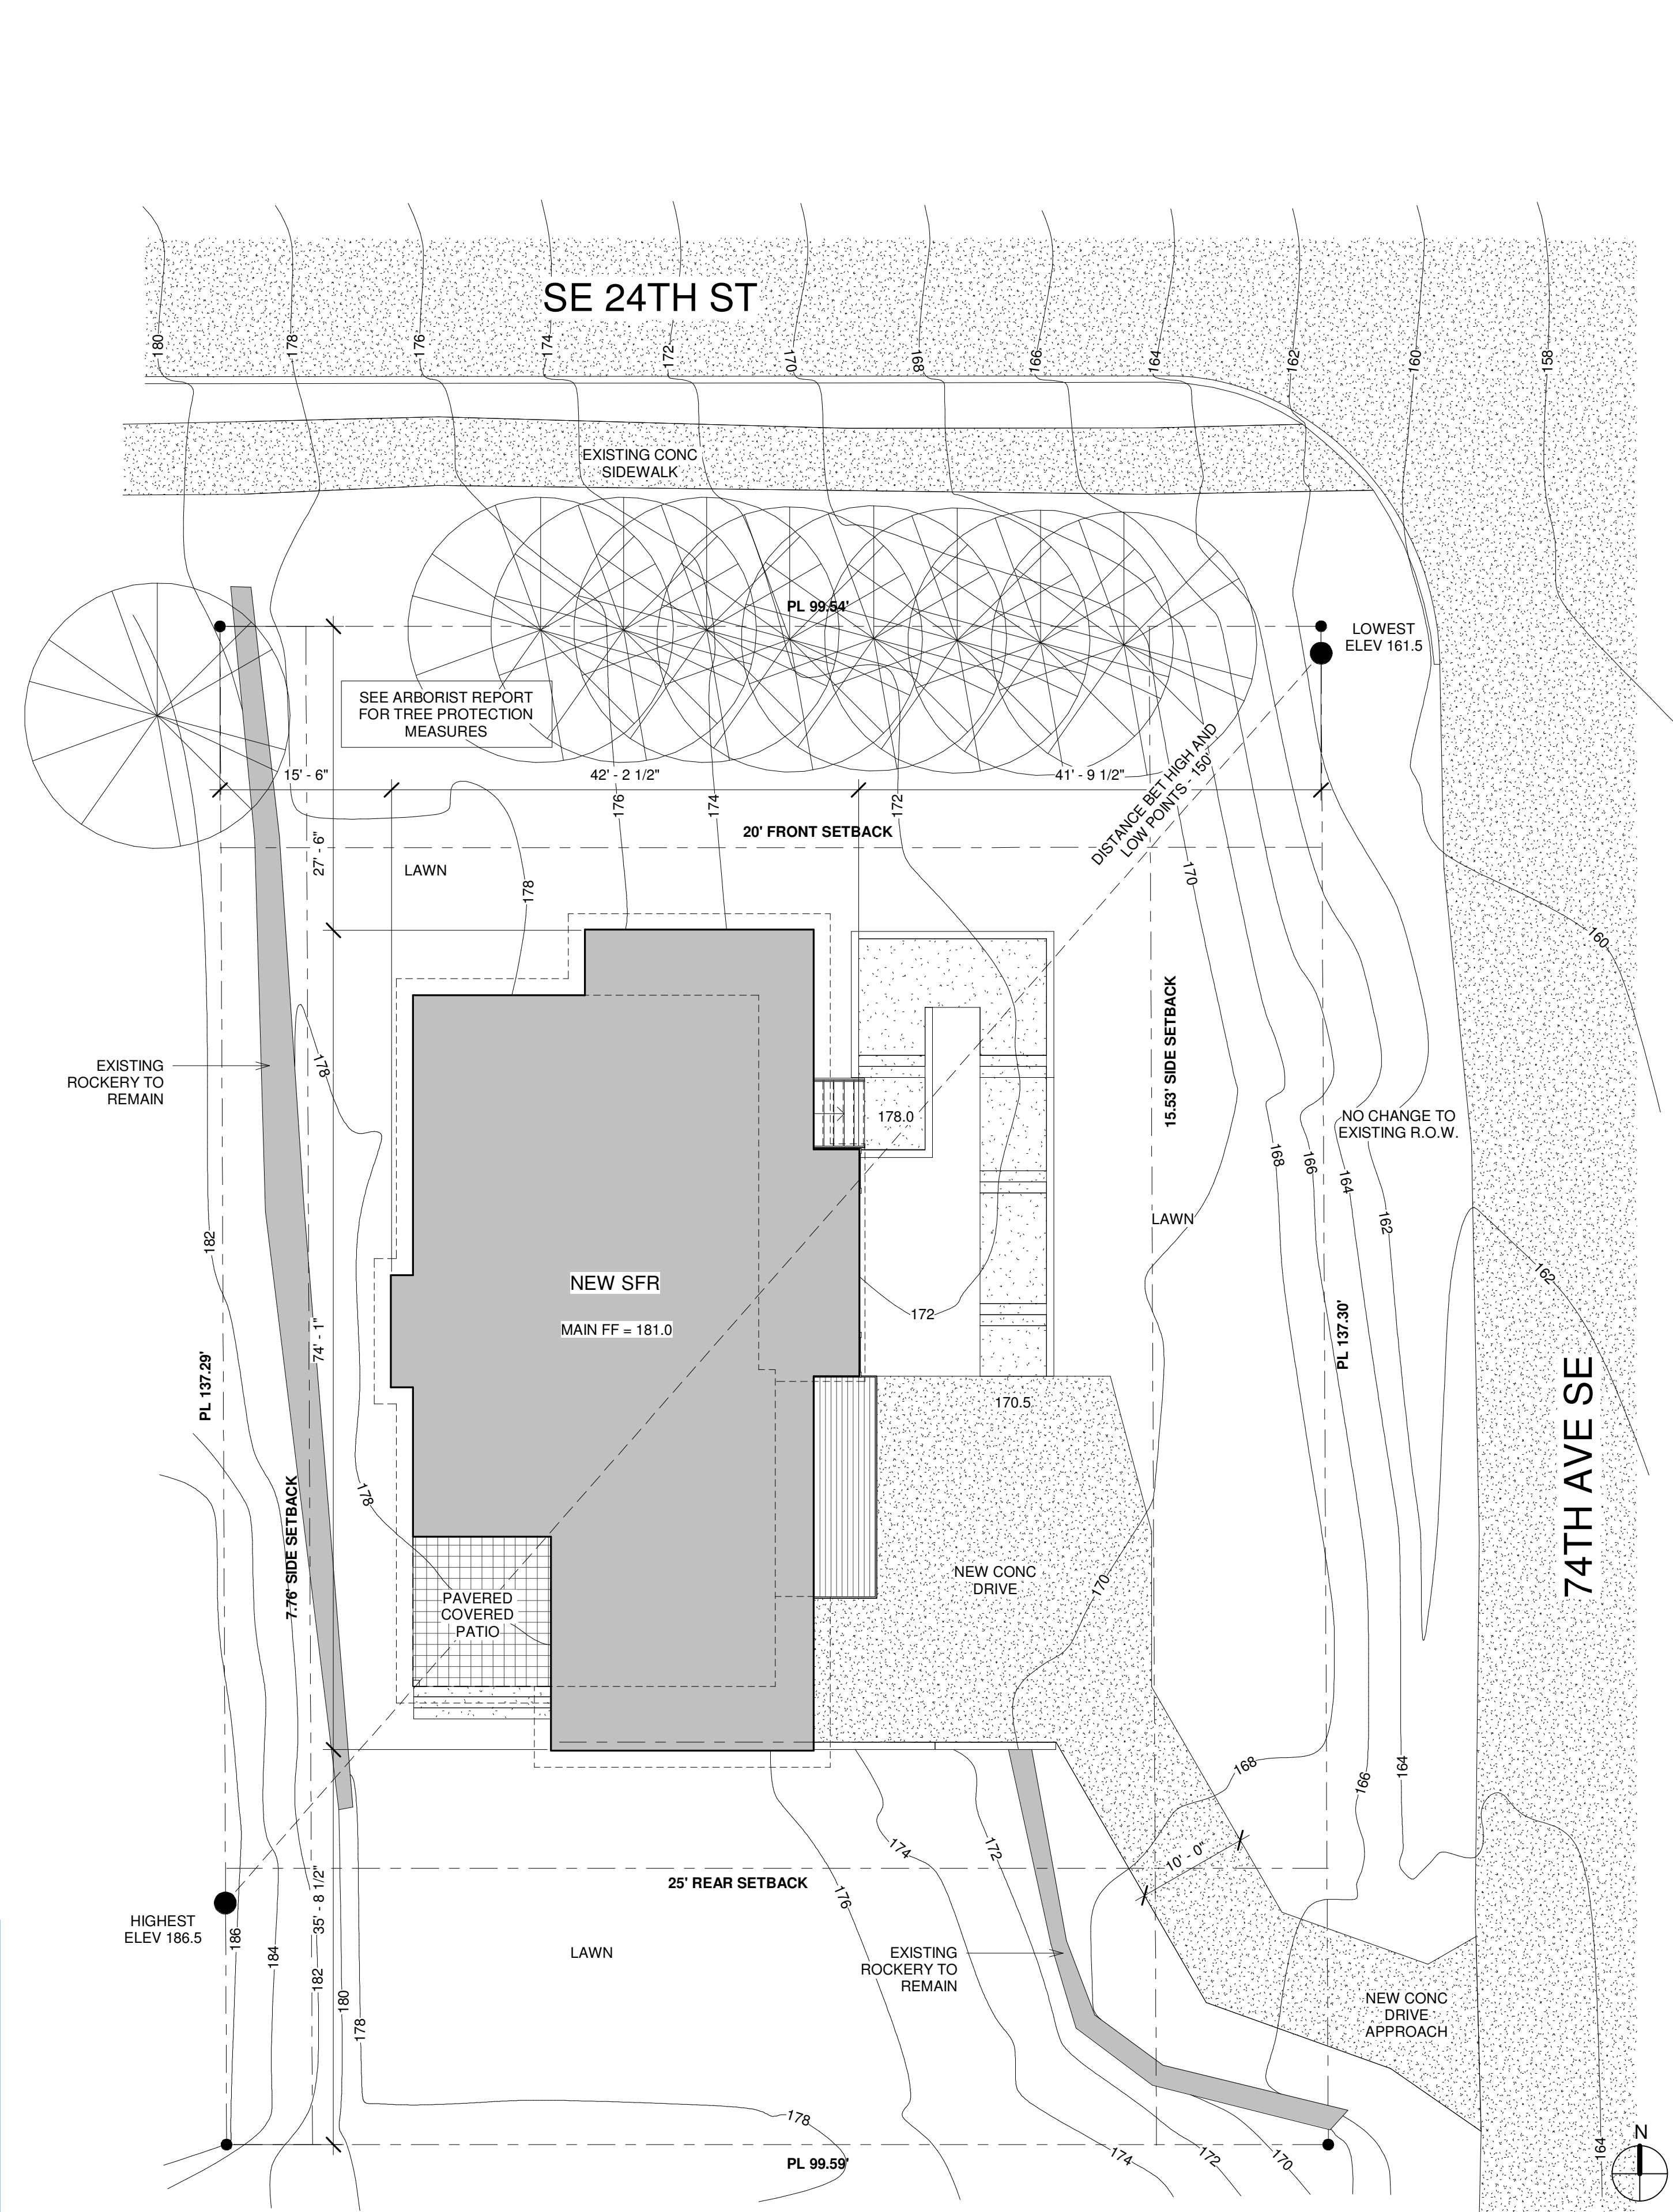 SE 24TH ST
180
178
176
174
172
170
168
166
164
162
160
158
EXISTING CONC
SIDEWALK
PL 99.54'
LOWEST
ELEV 161.5
SEE ARBORIST REPORT
FOR TREE PROTECTION
MEASURES
DISTANCE BET HIGH AND
LOW POINTS - 150'
15' - 6"
42' - 2 1/2"
41' - 9 1/2"
176
174
172
20' FRONT SETBACK
27' - 6"
LAWN
178
170
160
EXISTING
ROCKERY TO
REMAIN
178
178.0
15.53' SIDE SETBACK
NO CHANGE TO
EXISTING R.O.W.
168
166
164
162
LAWN
182
NEW SFR
MAIN FF = 181.0
172
162
74' - 1"
PL 137.29'
PL 137.30'
170.5
74TH AVE SE
178
7.76' SIDE SETBACK
NEW CONC
DRIVE
170
PAVERED
COVERED
PATIO
168
166
164
174
172
10' - 0"
25' REAR SETBACK
176
35' - 8 1/2"
HIGHEST
ELEV 186.5
186
184
182
180
178
LAWN
EXISTING
ROCKERY TO
REMAIN
NEW CONC
DRIVE
APPROACH
178
174
172
170
164
PL 99.59'
N